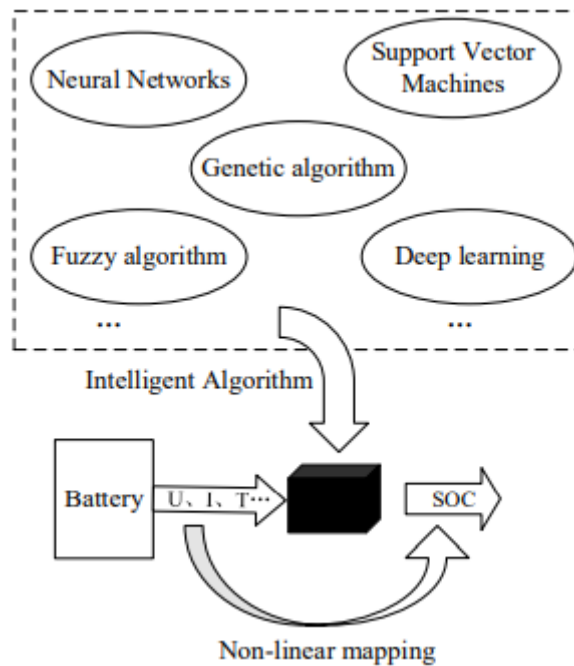 Neural Networks
Support Vector
Machines
Genetic algorithm
Fuzzy algorithm
Deep learning
...
...
Intelligent Algorithm
Battery
U、I、T…
SOC
Non-linear mapping